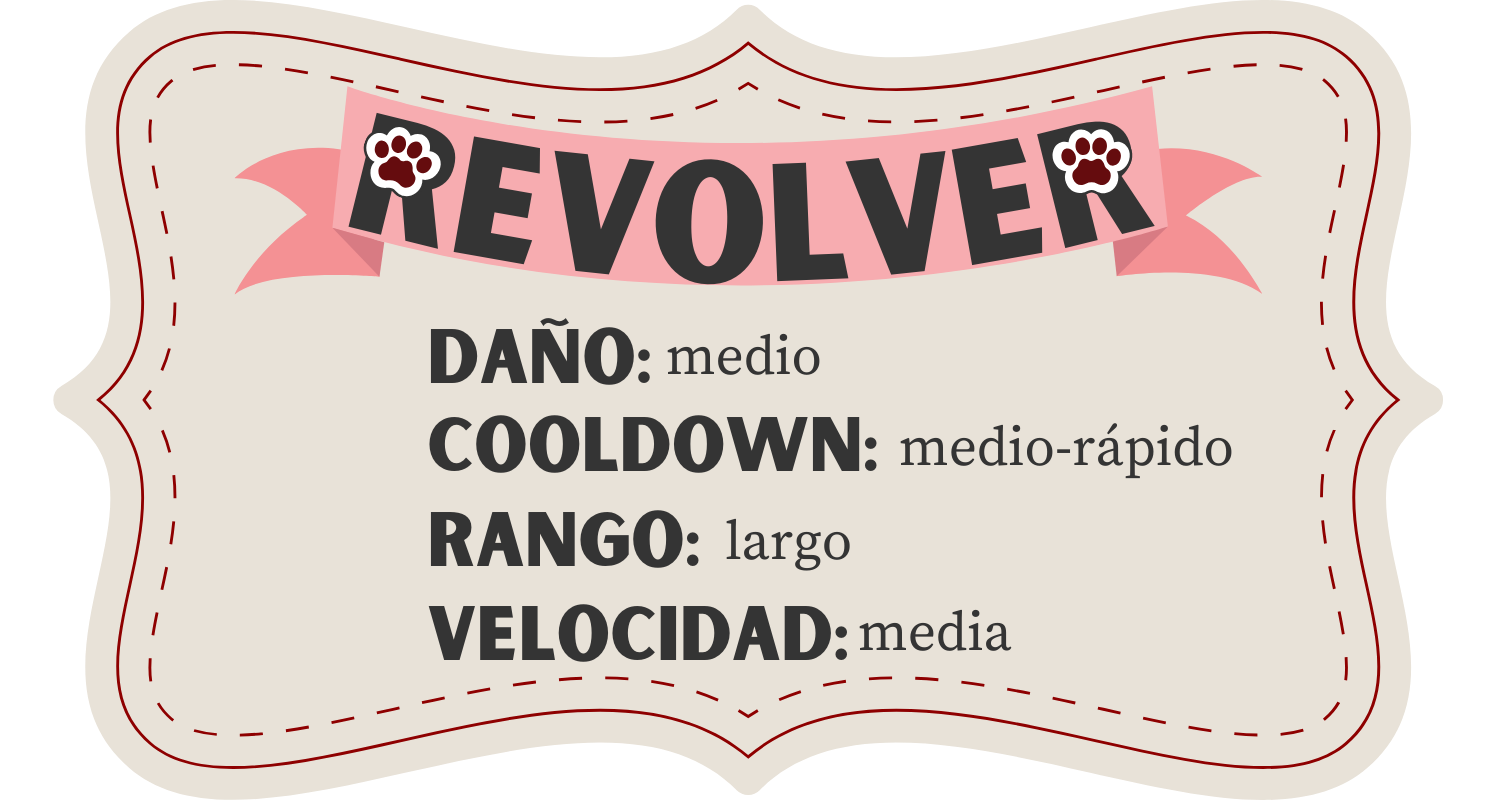 REVOLVER
DAÑO: medio
COOLDOWN: medio-rápido
RANGO: largo
VELOCIDAD: media